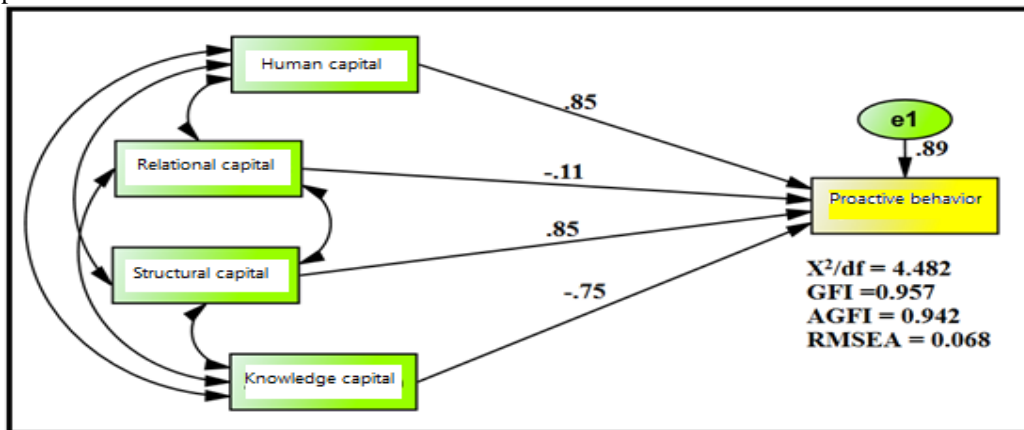 Human capital
.85
e1
.89
Relational capital
-.11
Proactive behavior
.85
Structural capital
X²/df = 4.482
GFI =0.957
-.75
AGFI = 0.942
RMSEA = 0.068
Knowledge capital